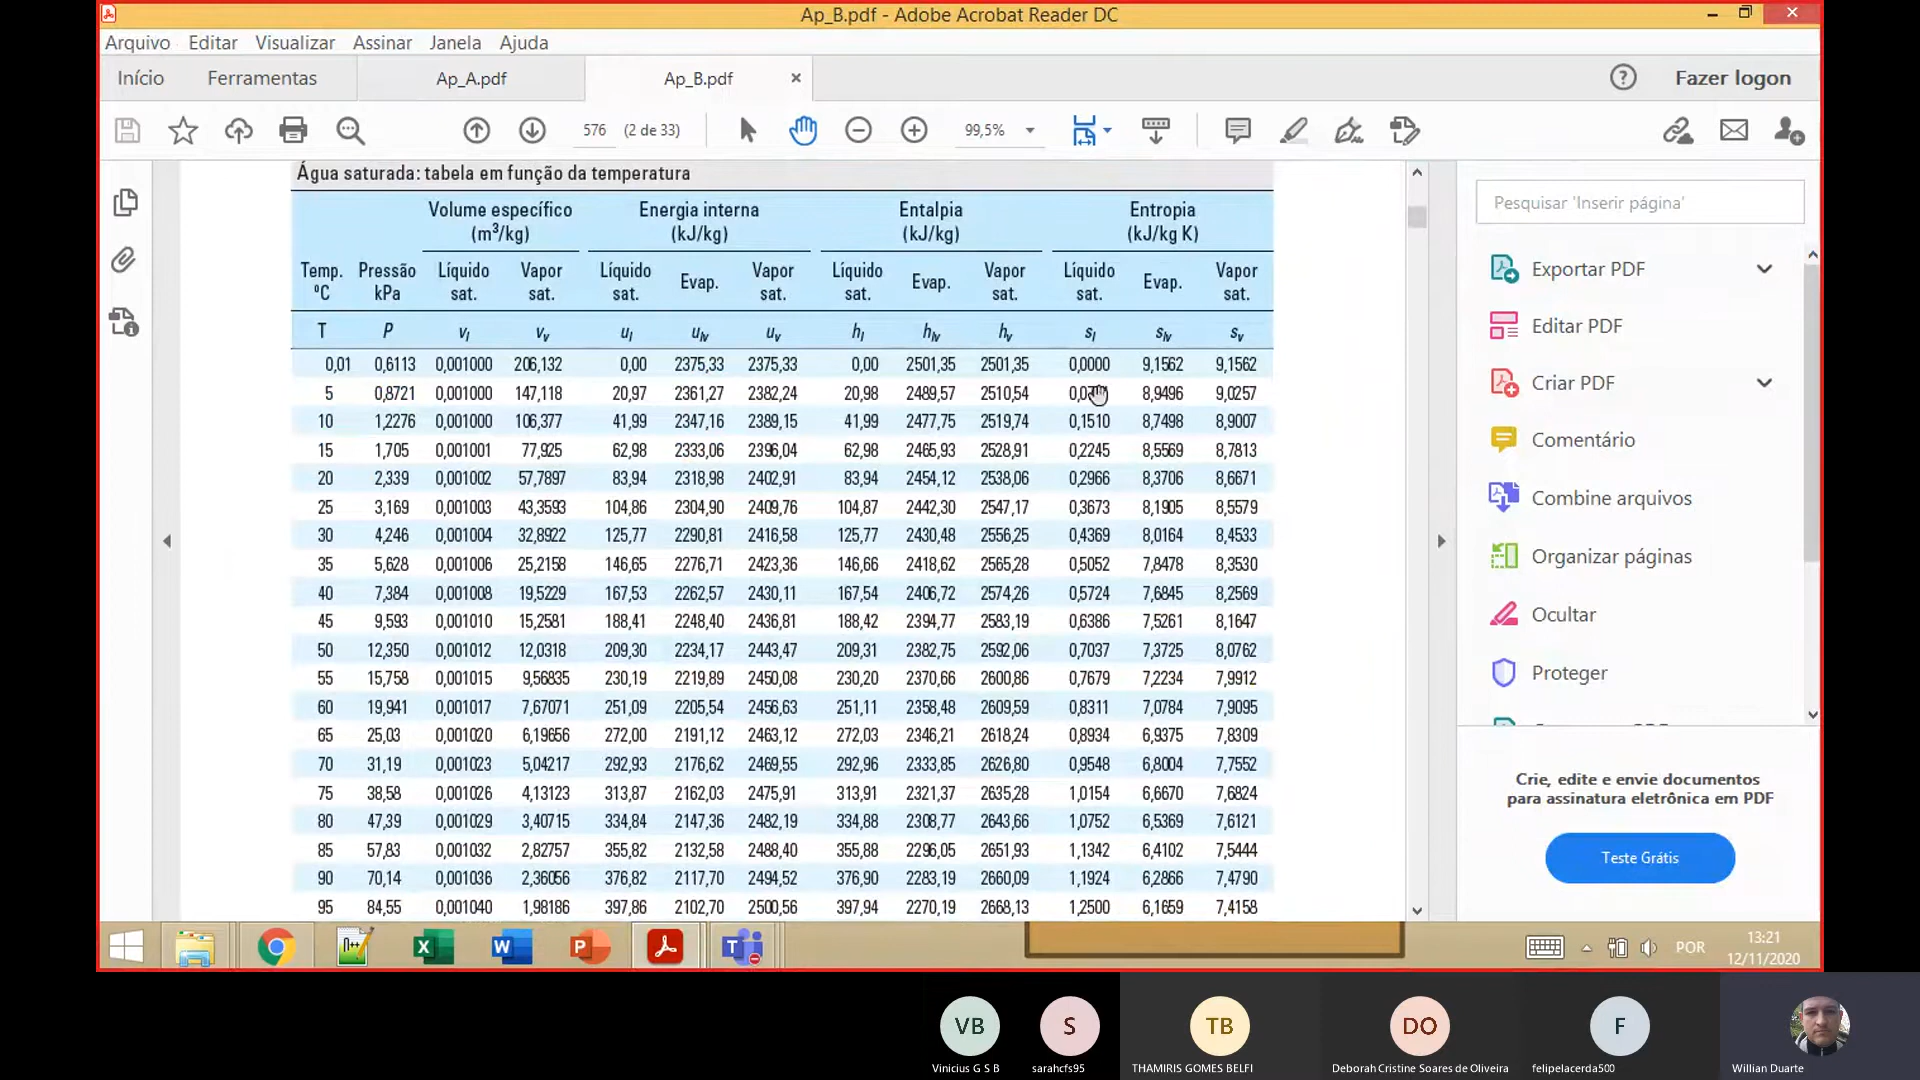 Ap_B.pdf - Adobe Acrobat Reader DC
Arquivo Editar Visualizar Assinar Janela Ajuda
Início Ferramentas Ap_A.pdf Ap_B.pdf Fazer logon
576 (2 de 33) 99,5%
Água saturada: tabela em função da temperatura
Volume específico Energia interna Entalpia Entropia
(m³/kg) (kJ/kg) (kJ/kg) (kJ/kg K)
Temp. Pressão Líquido Vapor Líquido Evap. Vapor Líquido Evap. Vapor Líquido Evap. Vapor
ºC kPa sat. sat. sat. sat. sat. sat. sat. sat.
T P vl vv ul ulv uv hl hlv hv sl slv sv
0,01 0,6113 0,001000 206,132 0,00 2375,33 2375,33 0,00 2501,35 2501,35 0,0000 9,1562 9,1562
5 0,8721 0,001000 147,118 20,97 2361,27 2382,24 20,98 2489,57 2510,54 8,9496 9,0257
10 1,2276 0,001000 106,377 41,99 2347,16 2389,15 41,99 2477,75 2519,74 0,1510 8,7498 8,9007
15 1,705 0,001001 77,925 62,98 2333,06 2396,04 62,98 2465,93 2528,91 0,2245 8,5569 8,7813
20 2,339 0,001002 57,7897 83,94 2318,98 2402,91 83,94 2454,12 2538,06 0,2966 8,3706 8,6671
25 3,169 0,001003 43,3593 104,86 2304,90 2409,76 104,87 2442,30 2547,17 0,3673 8,1905 8,5579
30 4,246 0,001004 32,8922 125,77 2290,81 2416,58 125,77 2430,48 2556,25 0,4369 8,0164 8,4533
35 5,628 0,001006 25,2158 146,65 2276,71 2423,36 146,66 2418,62 2565,28 0,5052 7,8478 8,3530
40 7,384 0,001008 19,5229 167,53 2262,57 2430,11 167,54 2406,72 2574,26 0,5724 7,6845 8,2569
45 9,593 0,001010 15,2581 188,41 2248,40 2436,81 188,42 2394,77 2583,19 0,6386 7,5261 8,1647
50 12,350 0,001012 12,0318 209,30 2234,17 2443,47 209,31 2382,75 2592,06 0,7037 7,3725 8,0762
55 15,758 0,001015 9,56835 230,19 2219,89 2450,08 230,20 2370,66 2600,86 0,7679 7,2234 7,9912
60 19,941 0,001017 7,67071 251,09 2205,54 2456,63 251,11 2358,48 2609,59 0,8311 7,0784 7,9095
65 25,03 0,001020 6,19656 272,00 2191,12 2463,12 272,03 2346,21 2618,24 0,8934 6,9375 7,8309
70 31,19 0,001023 5,04217 292,93 2176,62 2469,55 292,96 2333,85 2626,80 0,9548 6,8004 7,7552
75 38,58 0,001026 4,13123 313,87 2162,03 2475,91 313,91 2321,37 2635,28 1,0154 6,6670 7,6824
80 47,39 0,001029 3,40715 334,84 2147,36 2482,19 334,88 2308,77 2643,66 1,0752 6,5369 7,6121
85 57,83 0,001032 2,82757 355,82 2132,58 2488,40 355,88 2296,05 2651,93 1,1342 6,4102 7,5444
90 70,14 0,001036 2,36056 376,82 2117,70 2494,52 376,90 2283,19 2660,09 1,1924 6,2866 7,4790
95 84,55 0,001040 1,98186 397,86 2102,70 2500,56 397,94 2270,19 2668,13 1,2500 6,1659 7,4158
Pesquisar 'Inserir página'
Exportar PDF
Editar PDF
Criar PDF
Comentário
Combine arquivos
Organizar páginas
Ocultar
Proteger
Crie, edite e envie documentos
para assinatura eletrônica em PDF
Teste Grátis
POR
13:21
12/11/2020
VB S TB DO F
Vinicius G S B sarahcfs95 THAMIRIS GOMES BELFI Deborah Cristine Soares de Oliveira felipelacerda500 Willian Duarte